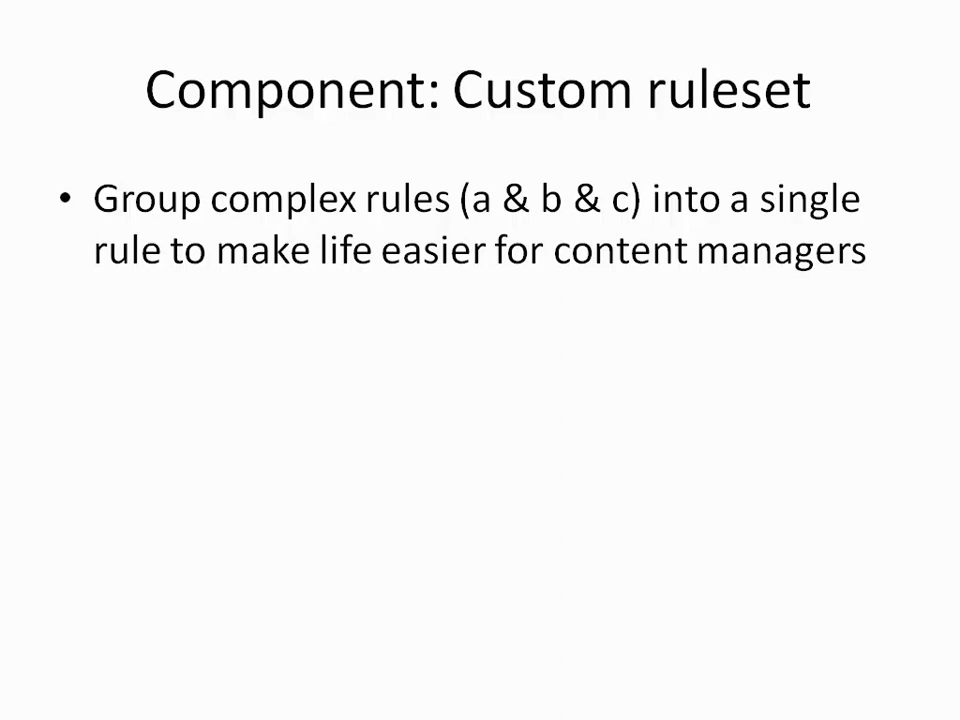 Component: Custom ruleset
• Group complex rules (a & b & c) into a single
rule to make life easier for content managers